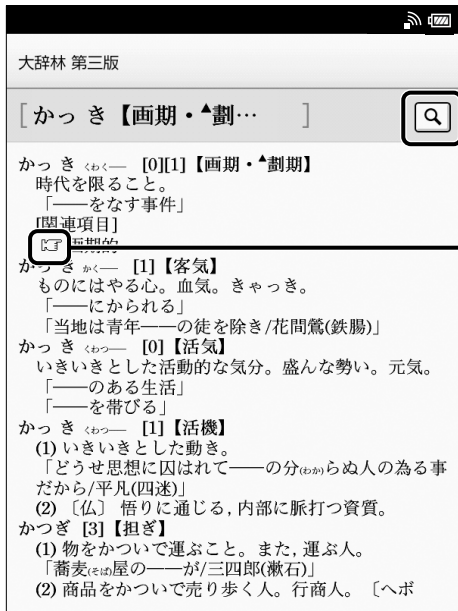 大辞林 第三版
[かっ き【画期・▲劃… ]
かっ き くわく― [0][1]【画期・▲劃期】
時代を限ること。
「――をなす事件」
[関連項目]
☞画期的
かっ き かく― [1]【客気】
ものにはやる心。血気。きゃっき。
「――にかられる」
「当地は青年――の徒を除き/花間鶯(鉄腸)」
かっ き くわつ― [0]【活気】
いきいきとした活動的な気分。盛んな勢い。元気。
「――のある生活」
「――を帯びる」
かっ き くわつ― [1]【活機】
(1) いきいきとした動き。
「どうせ思想に囚はれて――の分(わか)らぬ人の為る事
だから/平凡(四迷)」
(2) 〔仏〕 悟りに通じる, 内部に脈打つ資質。
かつぎ [3]【担ぎ】
(1) 物をかついで運ぶこと。また, 運ぶ人。
「蕎麦(そば)屋の――が/三四郎(漱石)」
(2) 商品をかついで売り歩く人。行商人。〔ヘボ